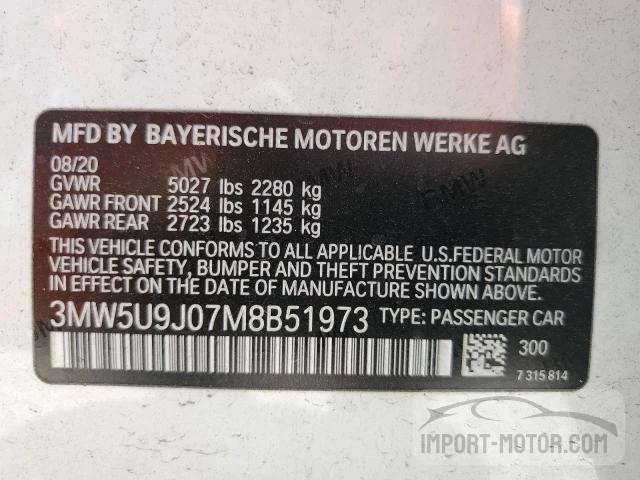 MFD BY BAYERISCHE MOTOREN WERKE AG
08/20
GVWR 5027 lbs 2280 kg
GAWR FRONT 2524 lbs 1145 kg
GAWR REAR 2723 lbs 1235 kg
THIS VEHICLE CONFORMS TO ALL APPLICABLE U.S.FEDERAL MOTOR
VEHICLE SAFETY, BUMPER AND THEFT PREVENTION STANDARDS
IN EFFECT ON THE DATE OF MANUFACTURE SHOWN ABOVE.
3MW5U9J07M8B51973 TYPE: PASSENGER CAR
300
7 315 814
IMPORT-MOTOR.COM